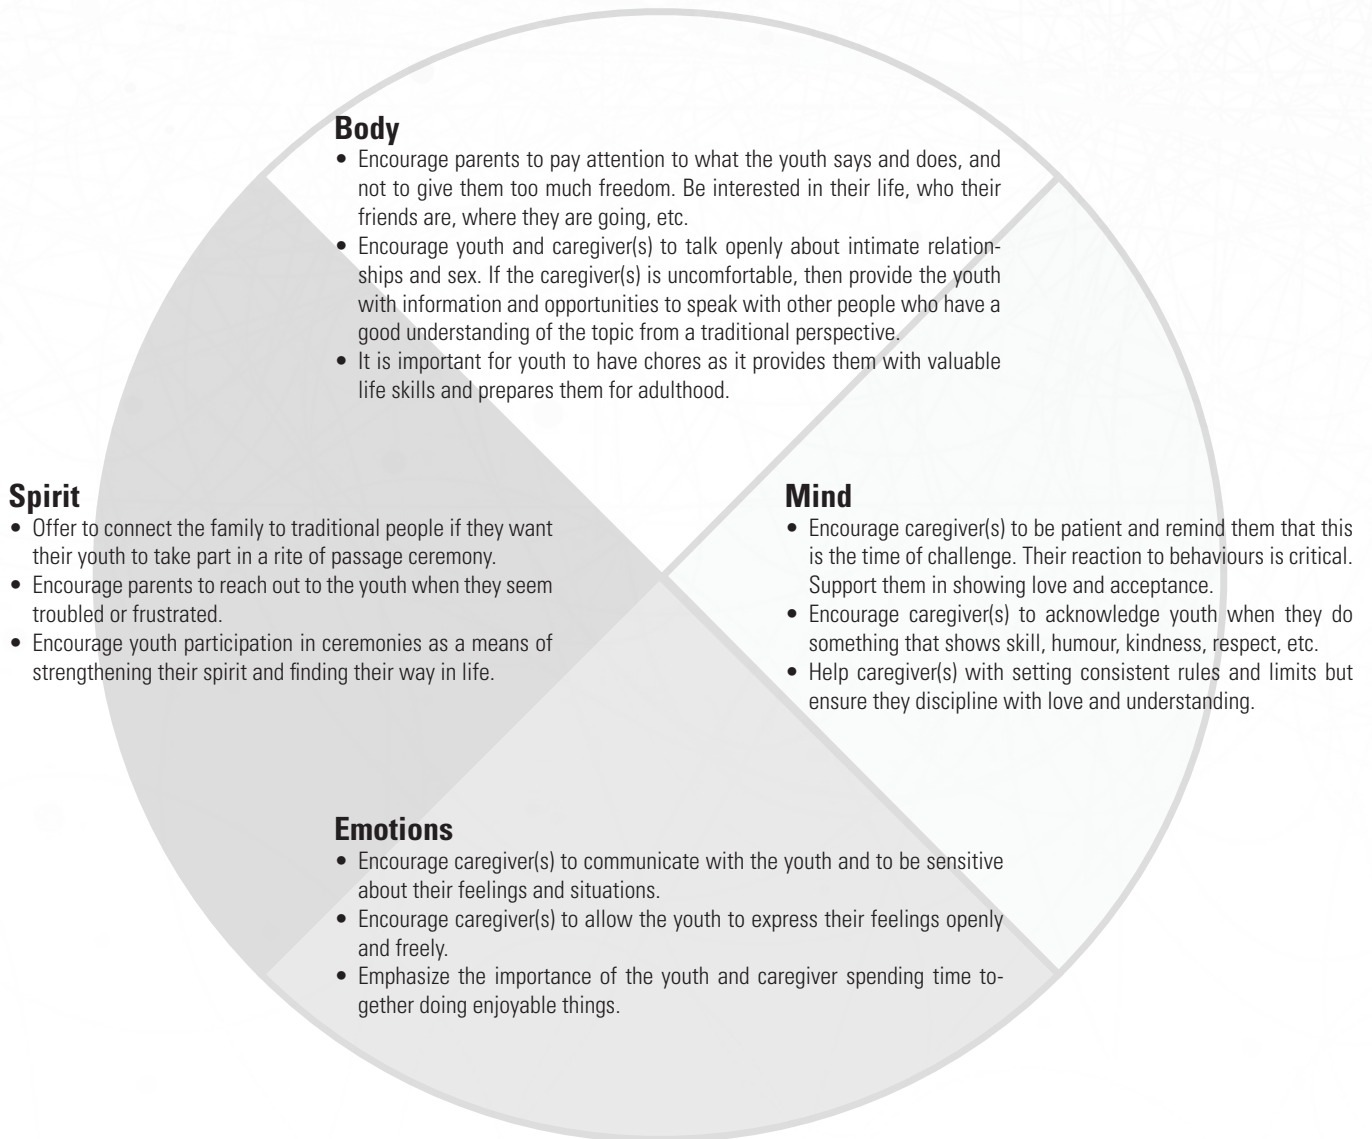 Body
• Encourage parents to pay attention to what the youth says and does, and
not to give them too much freedom. Be interested in their life, who their
friends are, where they are going, etc.
• Encourage youth and caregiver(s) to talk openly about intimate relation-
ships and sex. If the caregiver(s) is uncomfortable, then provide the youth
with information and opportunities to speak with other people who have a
good understanding of the topic from a traditional perspective.
• It is important for youth to have chores as it provides them with valuable
life skills and prepares them for adulthood.
Spirit
• Offer to connect the family to traditional people if they want
their youth to take part in a rite of passage ceremony.
• Encourage parents to reach out to the youth when they seem
troubled or frustrated.
• Encourage youth participation in ceremonies as a means of
strengthening their spirit and finding their way in life.
Mind
• Encourage caregiver(s) to be patient and remind them that this
is the time of challenge. Their reaction to behaviours is critical.
Support them in showing love and acceptance.
• Encourage caregiver(s) to acknowledge youth when they do
something that shows skill, humour, kindness, respect, etc.
• Help caregiver(s) with setting consistent rules and limits but
ensure they discipline with love and understanding.
Emotions
• Encourage caregiver(s) to communicate with the youth and to be sensitive
about their feelings and situations.
• Encourage caregiver(s) to allow the youth to express their feelings openly
and freely.
• Emphasize the importance of the youth and caregiver spending time to-
gether doing enjoyable things.